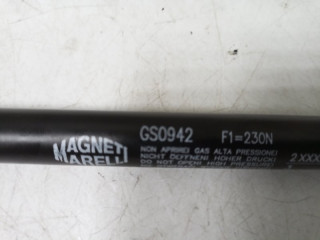 MAGNETI
MARELLI
GS0942 F1=230N
NON APRIRE! GAS ALTA PRESSIONE!
NICHT OEFFNEN! HOHER DRUCK!
DO NOT OPEN! HIGH PRESSURE!
2XXX